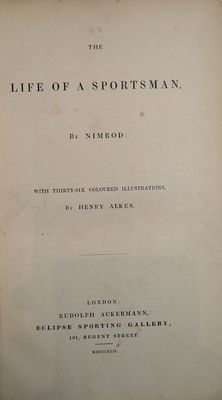 THE
LIFE OF A SPORTSMAN.
BY NIMROD:
WITH THIRTY-SIX COLOURED ILLUSTRATIONS,
BY HENRY ALKEN.
LONDON:
RUDOLPH ACKERMANN,
ECLIPSE SPORTING GALLERY,
191, REGENT STREET.
MDCCCXLII.